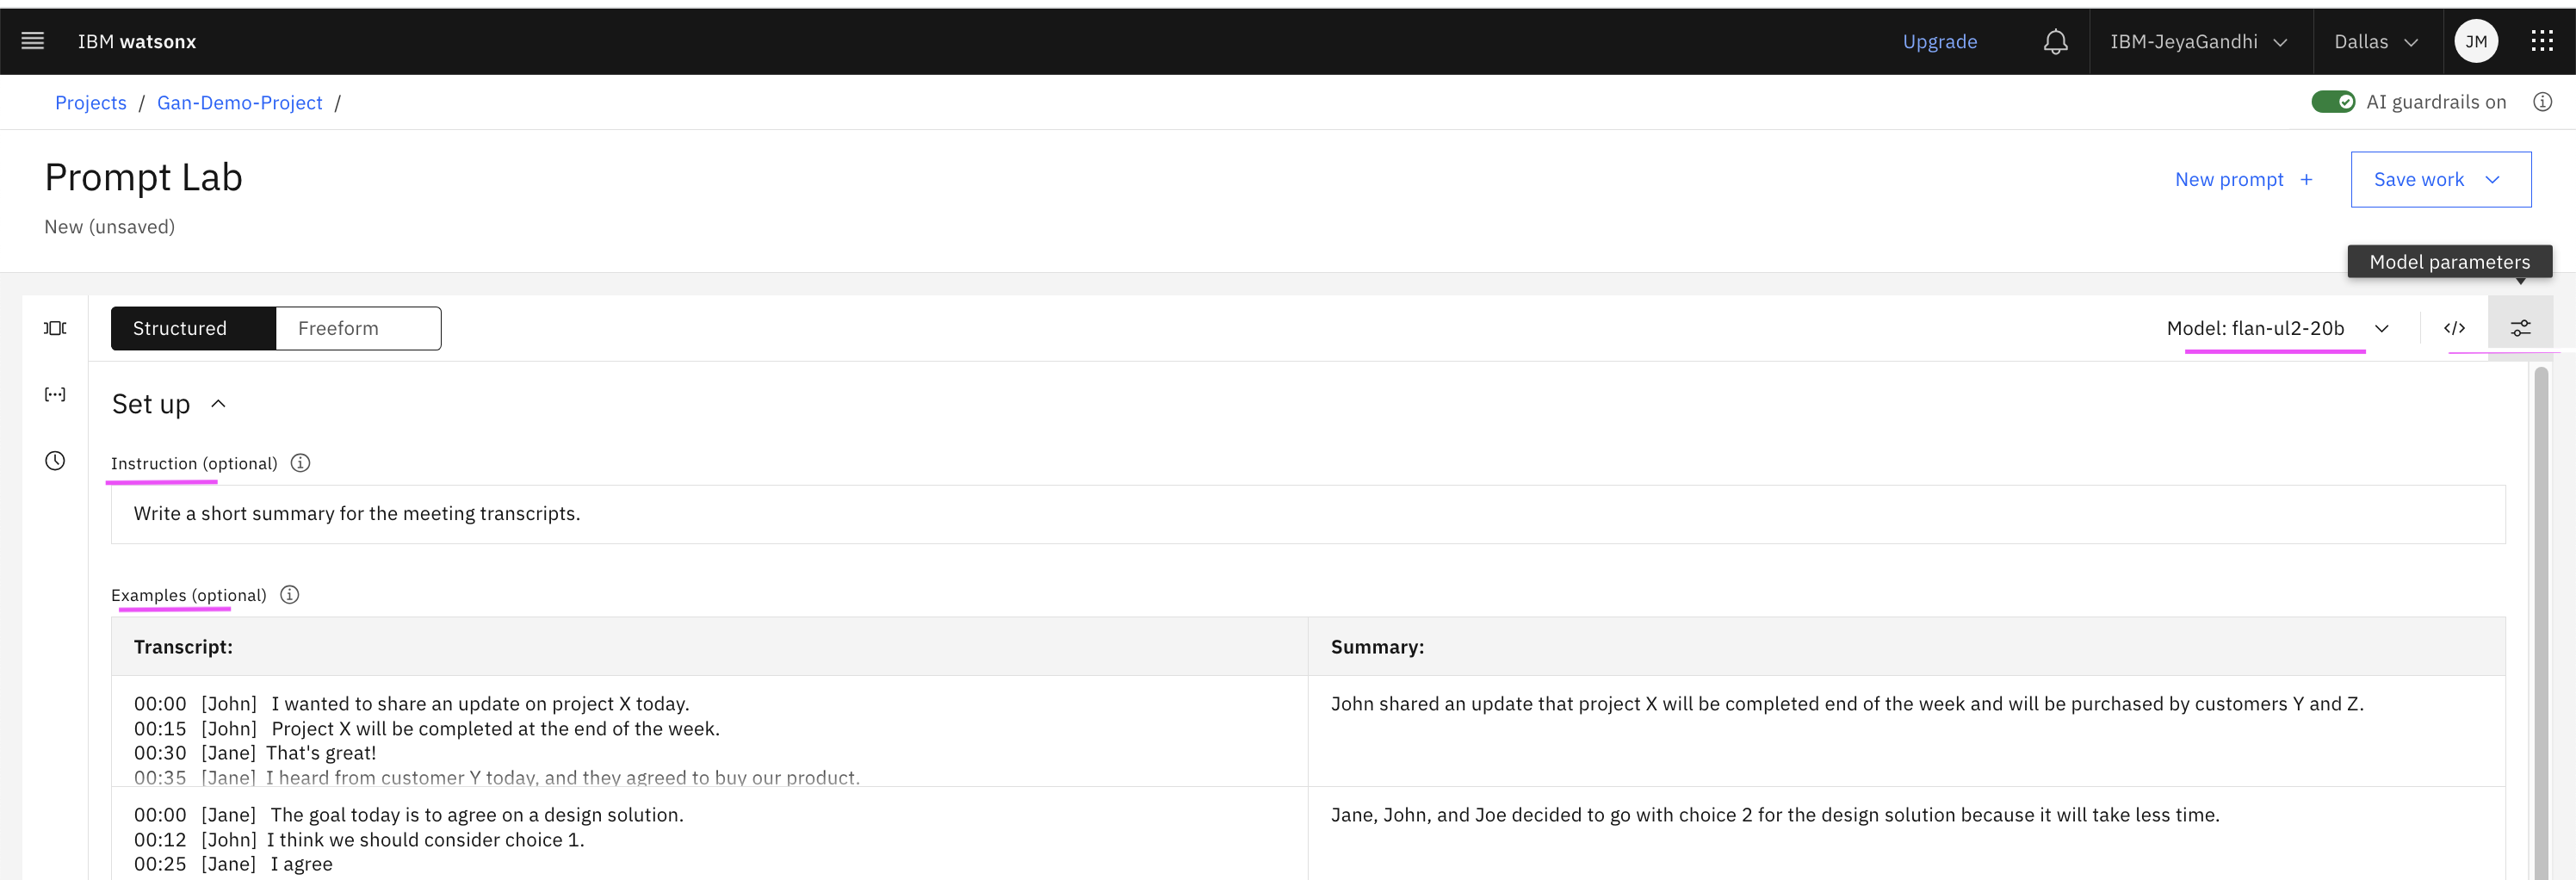 IBM watsonx
Upgrade
IBM-JeyaGandhi
Dallas
JM
Projects / Gan-Demo-Project /
AI guardrails on
Prompt Lab
New prompt +
Save work
New (unsaved)
Model parameters
Structured
Freeform
Model: flan-ul2-20b
</>
Set up
Instruction (optional)
Write a short summary for the meeting transcripts.
Examples (optional)
Transcript:
Summary:
00:00 [John] I wanted to share an update on project X today.
00:15 [John] Project X will be completed at the end of the week.
00:30 [Jane] That's great!
00:35 [Jane] I heard from customer Y today, and they agreed to buy our product.
John shared an update that project X will be completed end of the week and will be purchased by customers Y and Z.
00:00 [Jane] The goal today is to agree on a design solution.
00:12 [John] I think we should consider choice 1.
00:25 [Jane] I agree
Jane, John, and Joe decided to go with choice 2 for the design solution because it will take less time.